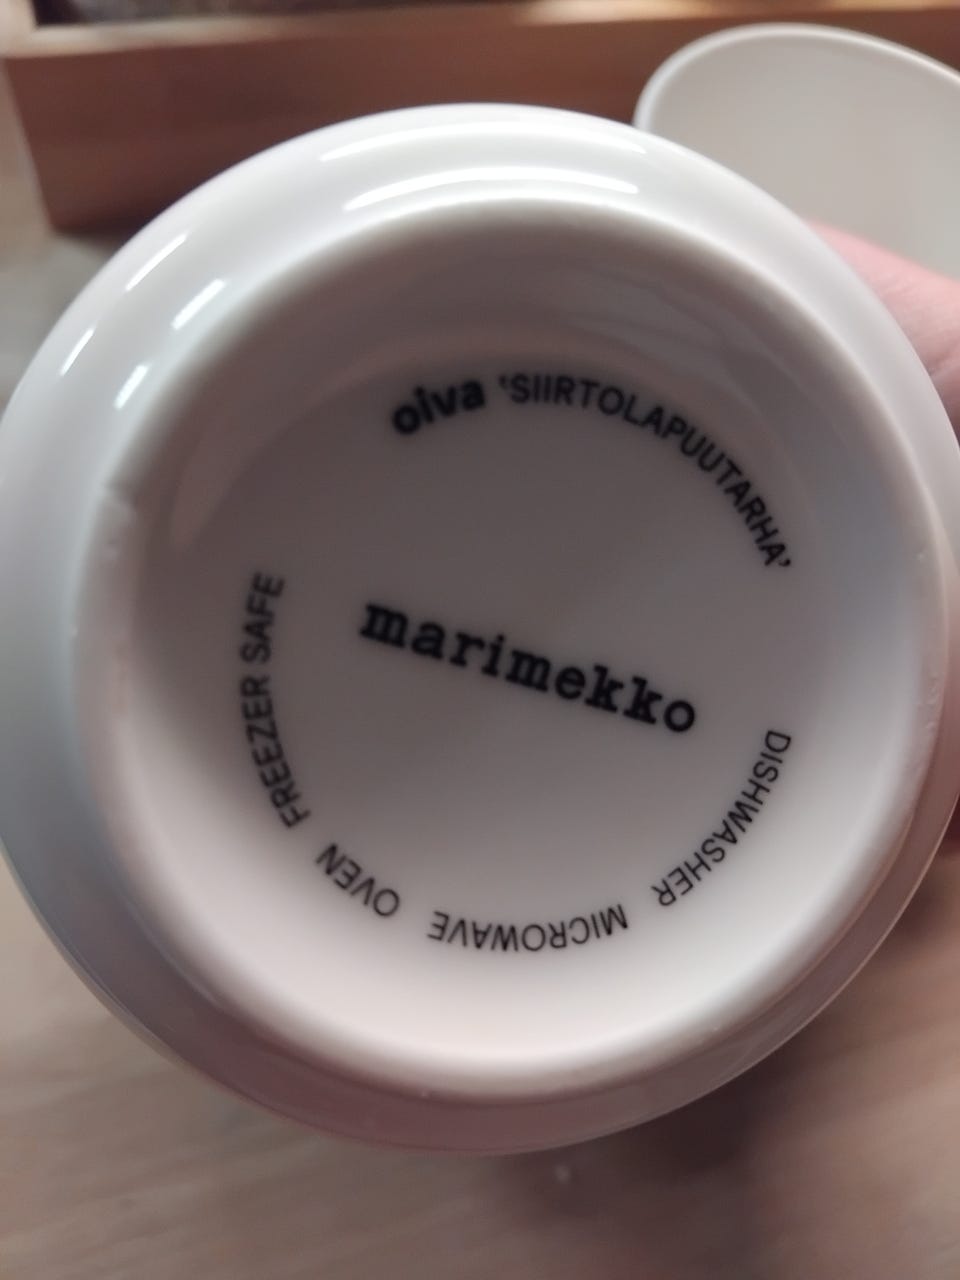 oiva 'SIIRTOLAPUUTARHA'
marimekko
DISHWASHER MICROWAVE OVEN FREEZER SAFE